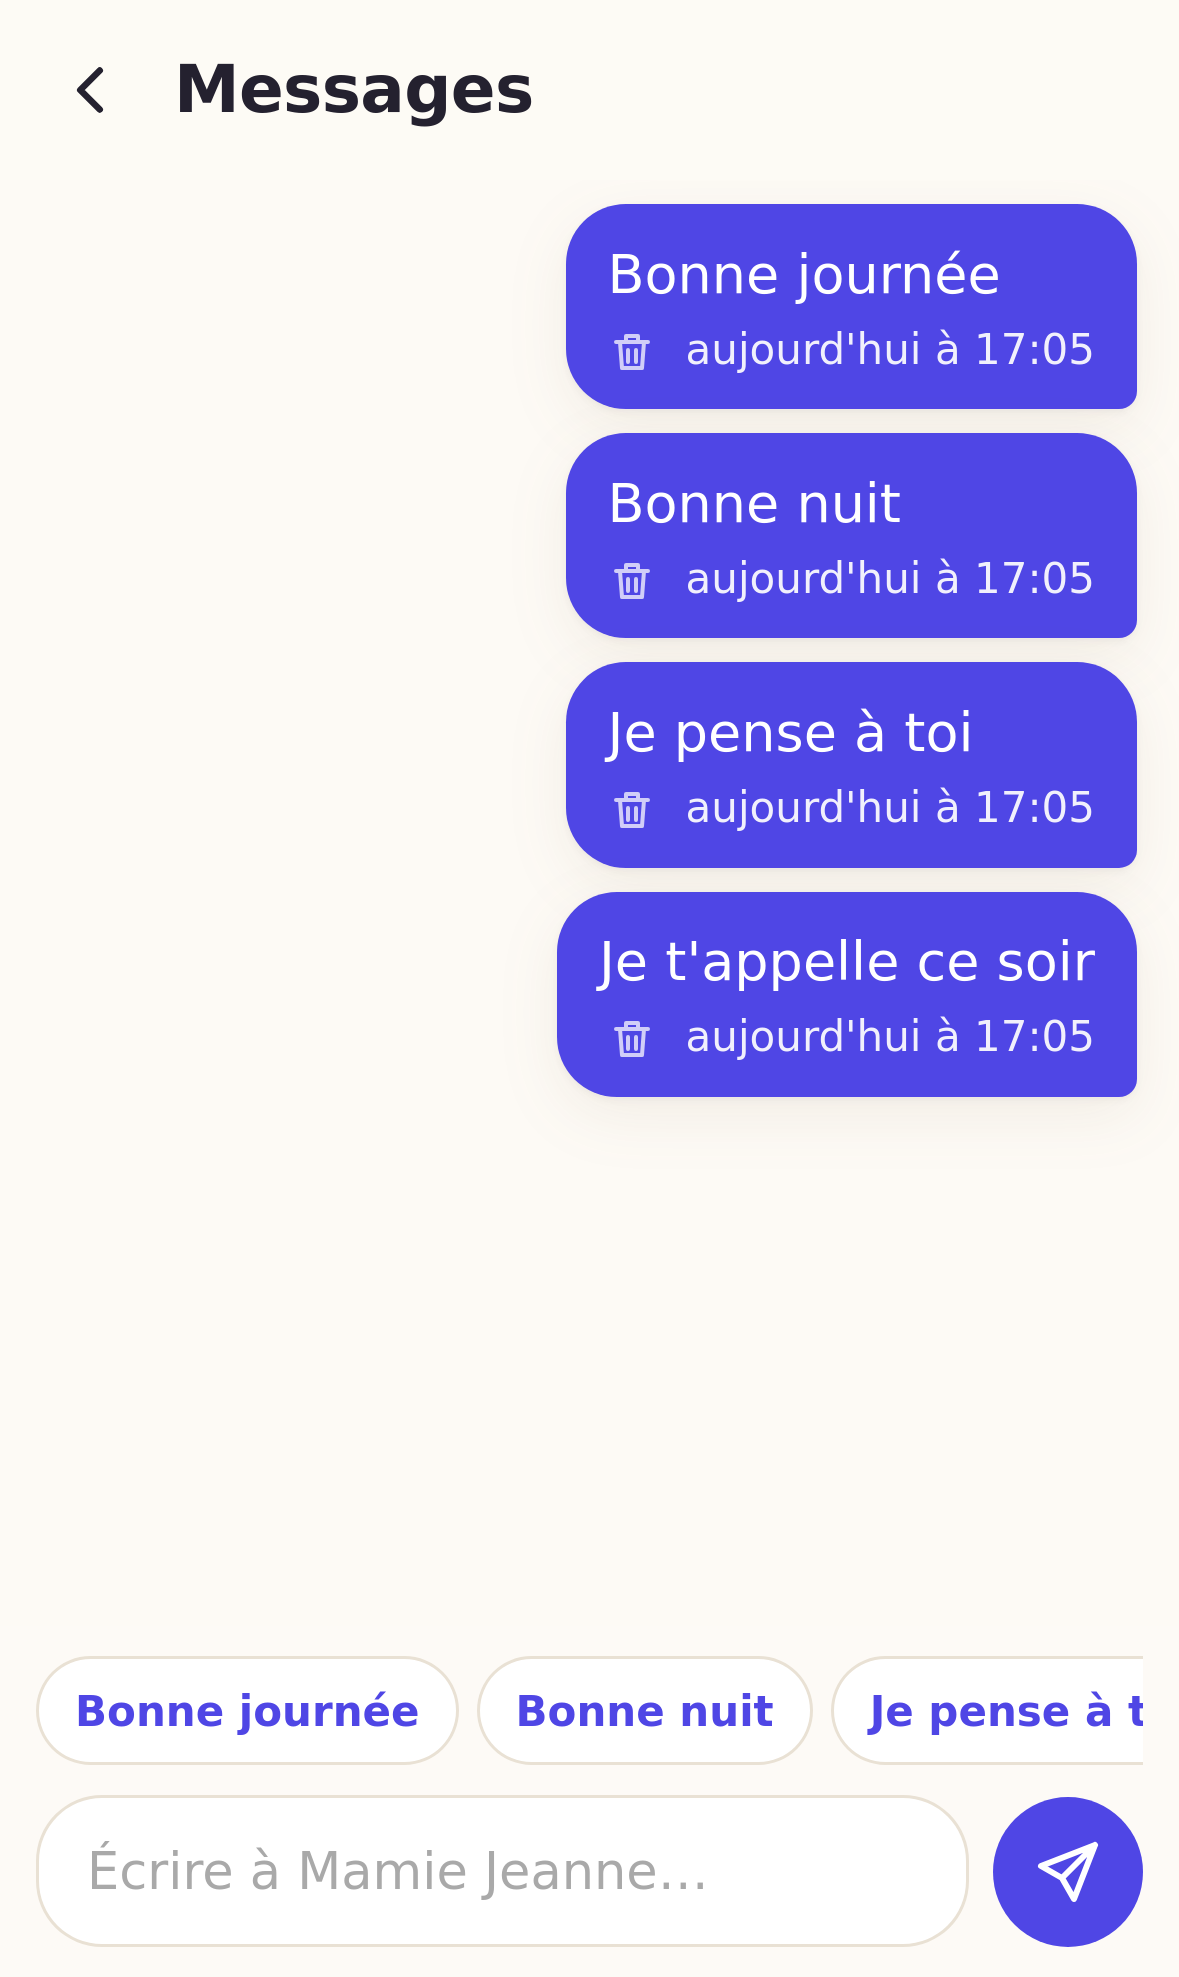 Messages
Bonne journée
aujourd'hui à 17:05
Bonne nuit
aujourd'hui à 17:05
Je pense à toi
aujourd'hui à 17:05
Je t'appelle ce soir
aujourd'hui à 17:05
Bonne journée Bonne nuit Je pense à t
Écrire à Mamie Jeanne...